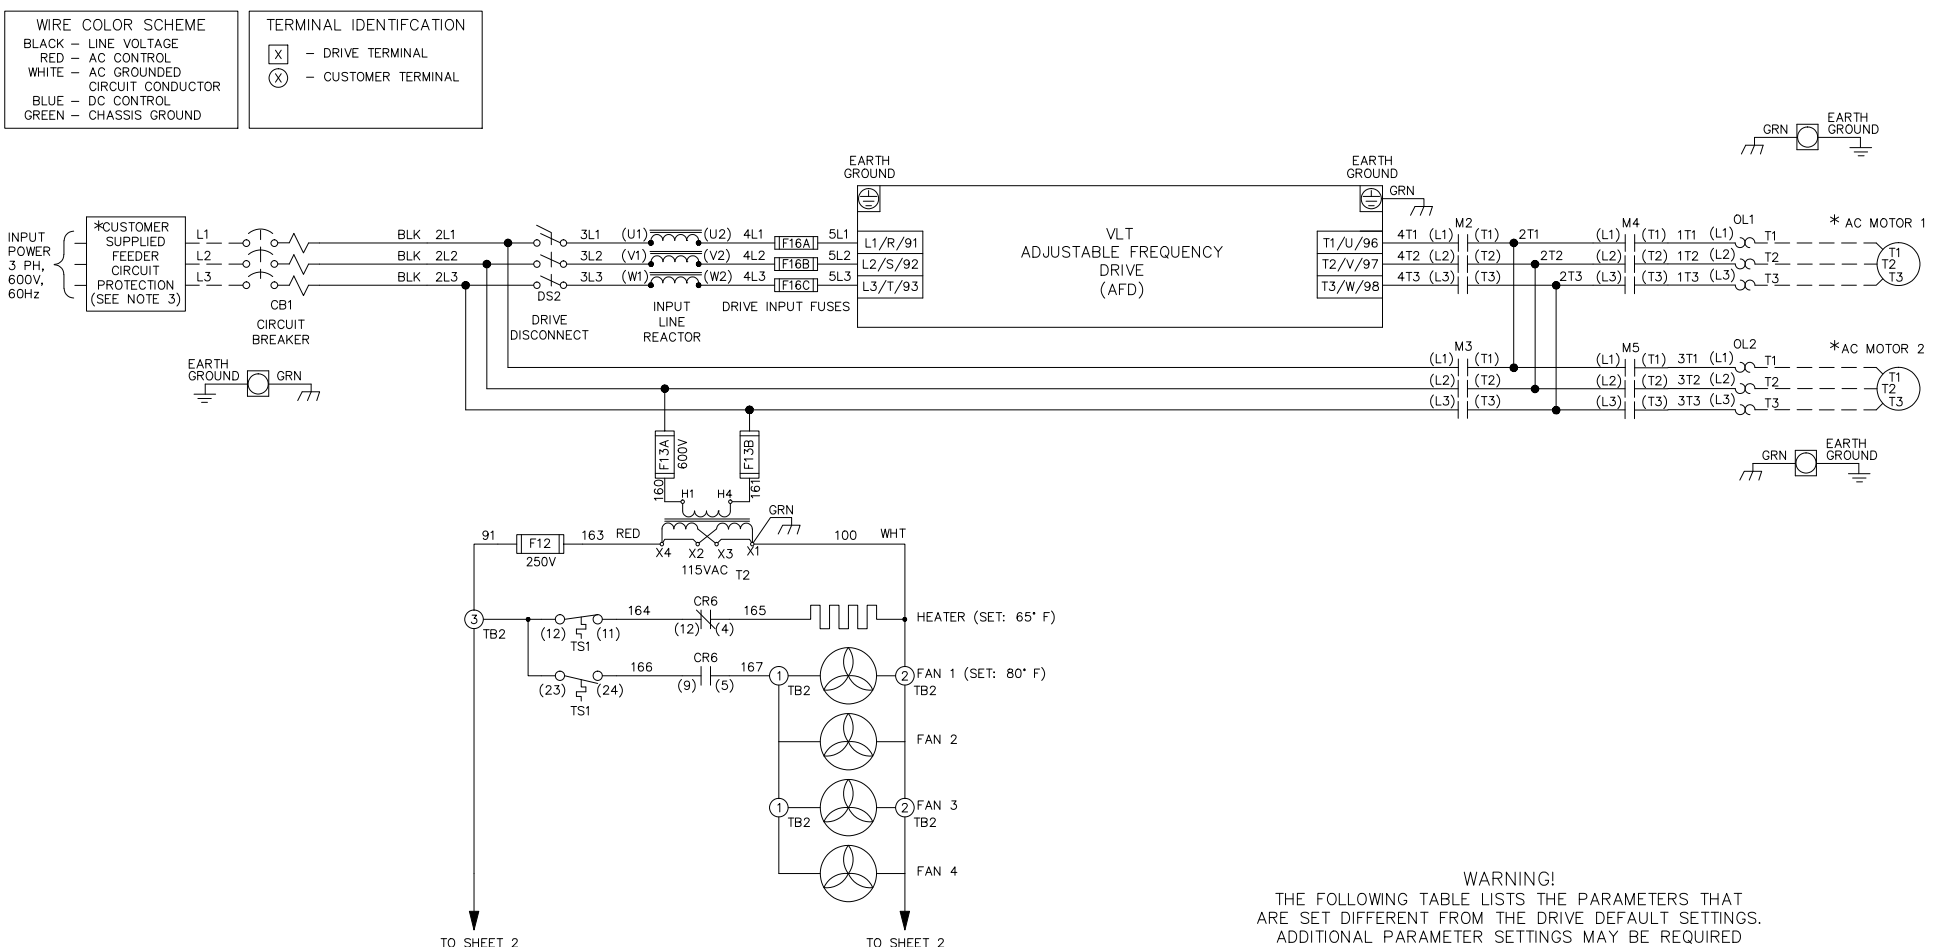 WIRE COLOR SCHEME
BLACK – LINE VOLTAGE
RED – AC CONTROL
WHITE – AC GROUNDED
CIRCUIT CONDUCTOR
BLUE – DC CONTROL
GREEN – CHASSIS GROUND
TERMINAL IDENTIFCATION
X – DRIVE TERMINAL
X – CUSTOMER TERMINAL
INPUT
POWER
3 PH,
600V,
60Hz
*CUSTOMER
SUPPLIED
FEEDER
CIRCUIT
PROTECTION
(SEE NOTE 3)
L1
L2
L3
CB1
CIRCUIT
BREAKER
BLK 2L1
BLK 2L2
BLK 2L3
DS2
DRIVE
DISCONNECT
3L1 (U1) (U2) 4L1 F16A 5L1
3L2 (V1) (V2) 4L2 F16B 5L2
3L3 (W1) (W2) 4L3 F16C 5L3
INPUT
LINE
REACTOR
DRIVE INPUT FUSES
EARTH
GROUND
L1/R/91
L2/S/92
L3/T/93
VLT
ADJUSTABLE FREQUENCY
DRIVE
(AFD)
EARTH
GROUND
GRN
T1/U/96
T2/V/97
T3/W/98
M2
4T1 (L1) (T1) 2T1
4T2 (L2) (T2) 2T2
4T3 (L3) (T3) 2T3
M4
OL1
(L1) (T1) 1T1 (L1) T1
(L2) (T2) 1T2 (L2) T2
(L3) (T3) 1T3 (L3) T3
* AC MOTOR 1
T1
T2
T3
GRN
EARTH
GROUND
M3
(L1) (T1)
(L2) (T2)
(L3) (T3)
M5
OL2
(L1) (T1) 3T1 (L1) T1
(L2) (T2) 3T2 (L2) T2
(L3) (T3) 3T3 (L3) T3
*AC MOTOR 2
T1
T2
T3
GRN
EARTH
GROUND
EARTH
GROUND
GRN
F13A
600V
F13B
160
161
H1 H4
GRN
91 F12 163 RED
250V
X4 X2 X3 X1
115VAC T2
100 WHT
3
TB2
(12) (11)
TS1
164
CR6
(12) (4)
165
HEATER (SET: 65° F)
(23) (24)
TS1
166
CR6
(9) (5)
167
1
TB2
2
TB2
FAN 1 (SET: 80° F)
FAN 2
1
TB2
2
TB2
FAN 3
FAN 4
TO SHEET 2
TO SHEET 2
WARNING!
THE FOLLOWING TABLE LISTS THE PARAMETERS THAT
ARE SET DIFFERENT FROM THE DRIVE DEFAULT SETTINGS.
ADDITIONAL PARAMETER SETTINGS MAY BE REQUIRED